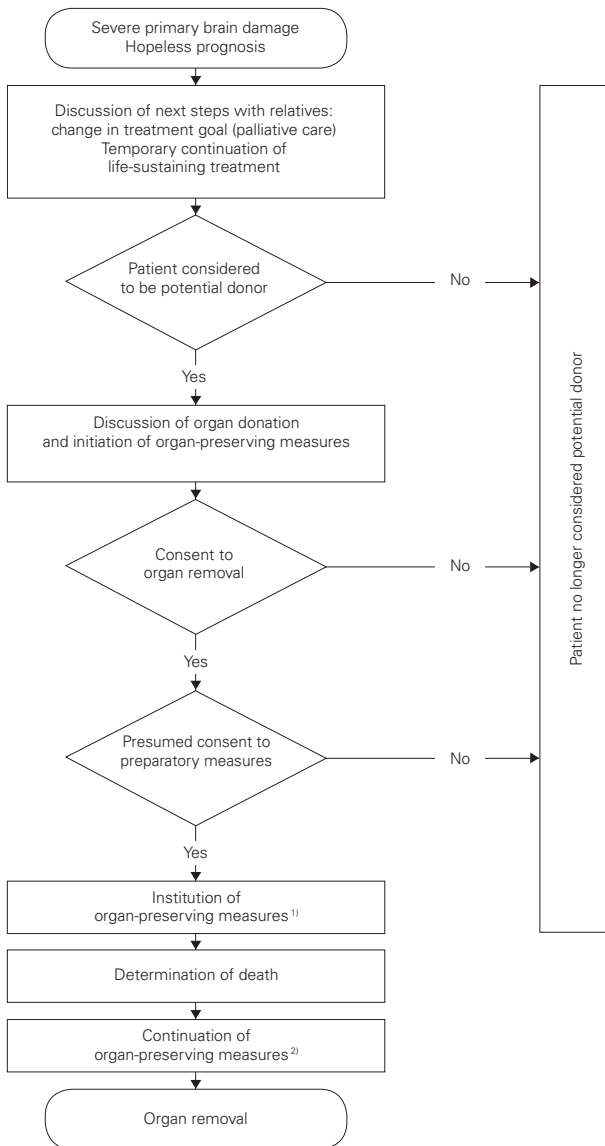 Severe primary brain damage
Hopeless prognosis
Discussion of next steps with relatives:
change in treatment goal (palliative care)
Temporary continuation of
life-sustaining treatment
Patient considered
to be potential donor
No
Yes
Discussion of organ donation
and initiation of organ-preserving measures
Consent to
organ removal
No
Yes
Presumed consent to
preparatory measures
No
Yes
Institution of
organ-preserving measures 1)
Determination of death
Continuation of
organ-preserving measures 2)
Organ removal
Patient no longer considered potential donor